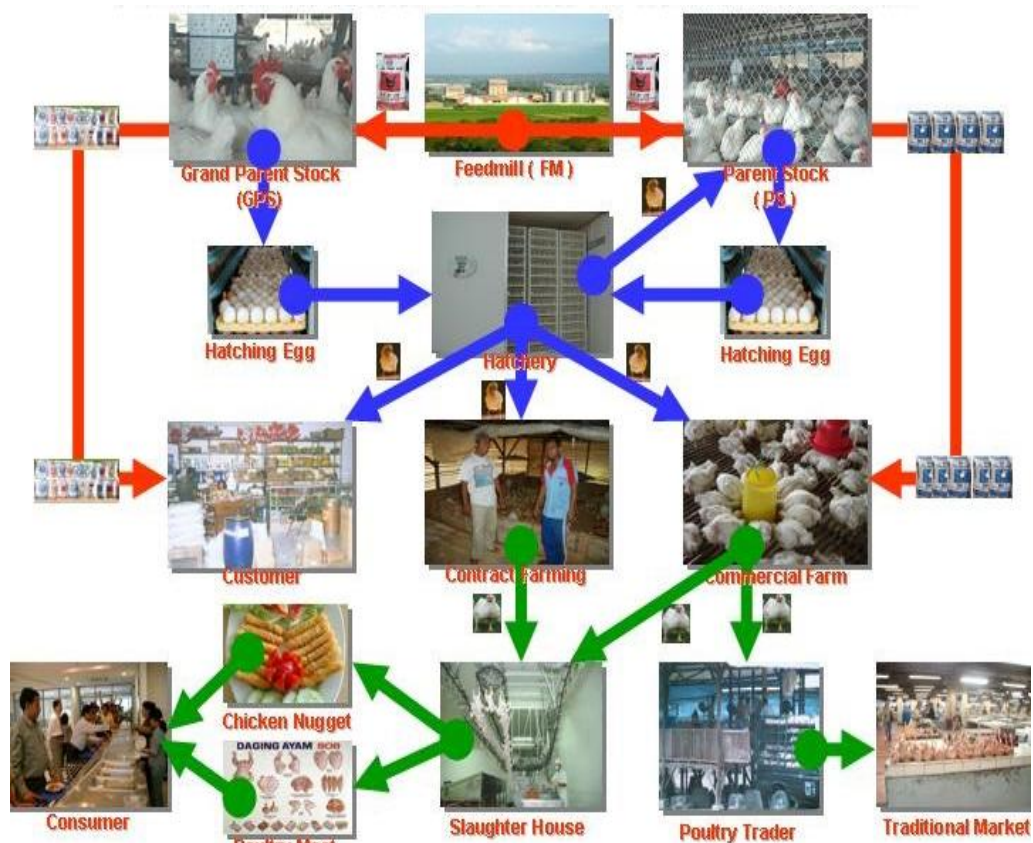 Grand Parent Stock
(GPS)
Feedmill ( FM )
Parent Stock
( PS )
Hatching Egg
Hatchery
Hatching Egg
Customer
Contract Farming
Commercial Farm
Chicken Nugget
DAGING AYAM
Consumer
Slaughter House
Poultry Trader
Traditional Market